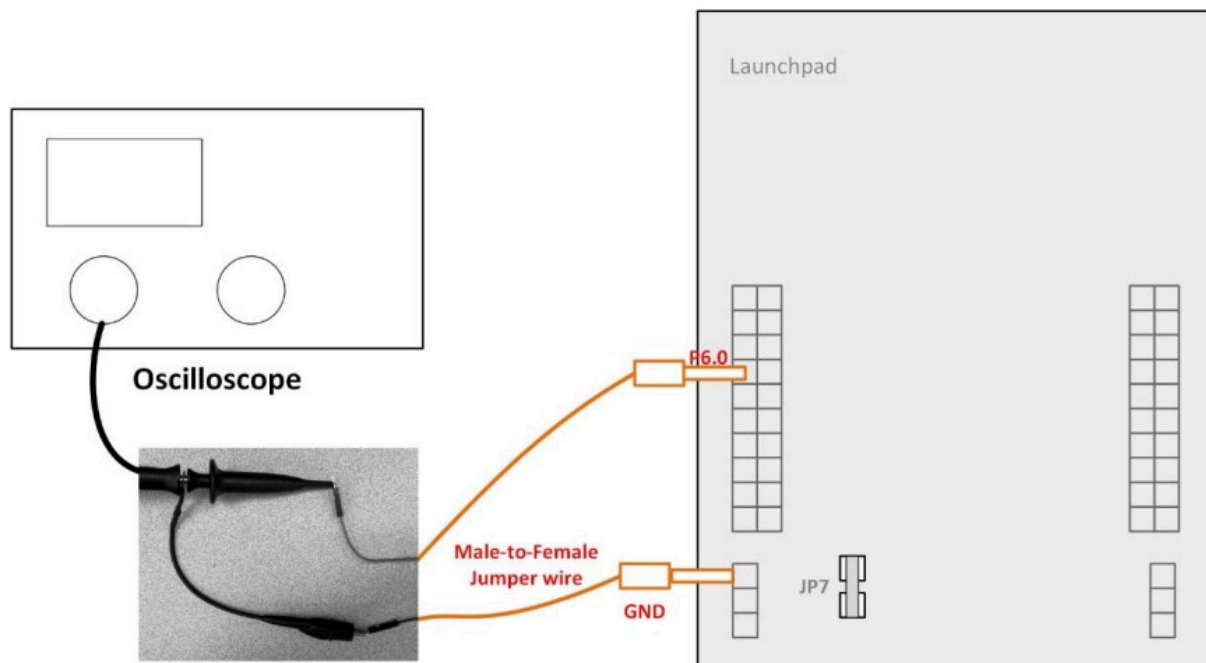 Launchpad
P6.0
Oscilloscope
Male-to-Female
Jumper wire
GND
JP7